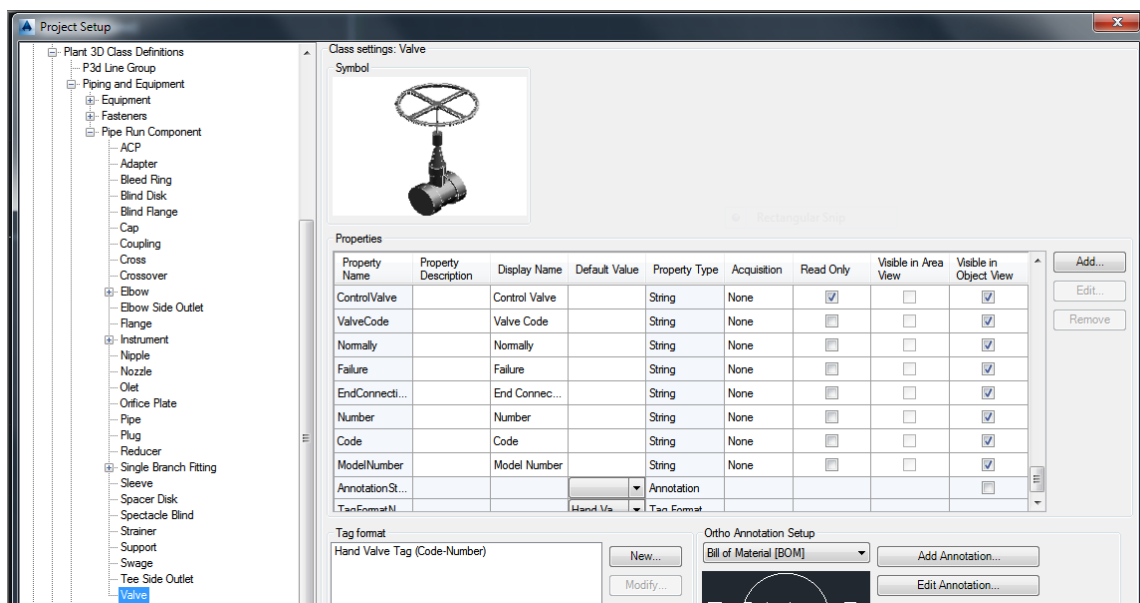 Project Setup
Plant 3D Class Definitions
P3d Line Group
Piping and Equipment
Equipment
Fasteners
Pipe Run Component
ACP
Adapter
Bleed Ring
Blind Disk
Blind Flange
Cap
Coupling
Cross
Crossover
Elbow
Elbow Side Outlet
Flange
Instrument
Nipple
Nozzle
Olet
Orifice Plate
Pipe
Plug
Reducer
Single Branch Fitting
Sleeve
Spacer Disk
Spectacle Blind
Strainer
Support
Swage
Tee Side Outlet
Valve
Class settings: Valve
Symbol
Rectangular Snip
Properties
Property Name Property Description Display Name Default Value Property Type Acquisition Read Only Visible in Area View Visible in Object View
ControlValve Control Valve String None
ValveCode Valve Code String None
Normally Normally String None
Failure Failure String None
EndConnecti... End Connec... String None
Number Number String None
Code Code String None
ModelNumber Model Number String None
AnnotationSt... Annotation
TagFormatN... Hand Va... Tag Format
Add...
Edit...
Remove
Tag format
Hand Valve Tag (Code-Number)
New...
Modify...
Ortho Annotation Setup
Bill of Material [BOM]
Add Annotation...
Edit Annotation...